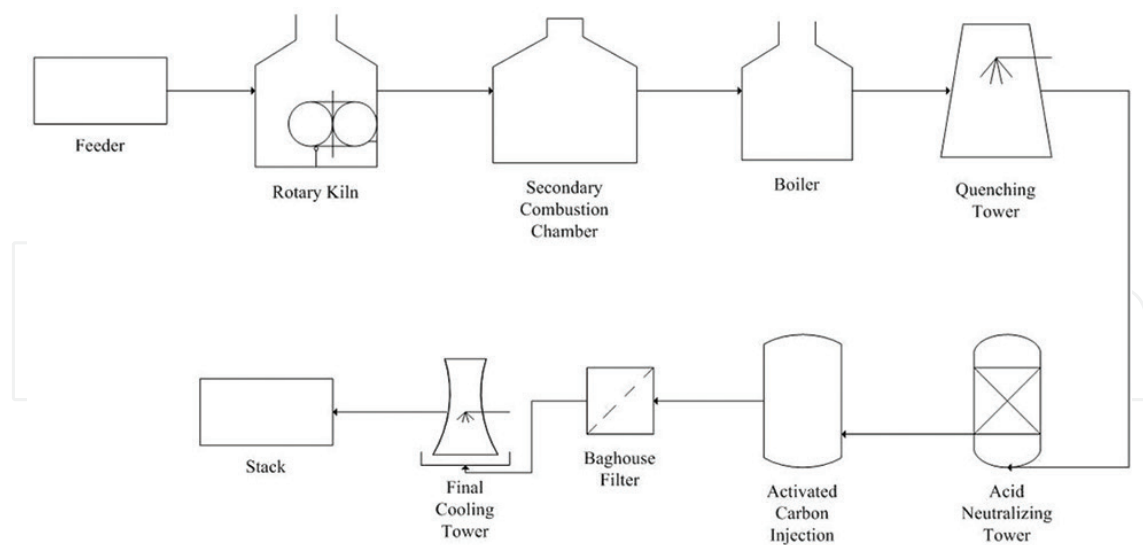 Feeder
Rotary Kiln
Secondary
Combustion
Chamber
Boiler
Quenching
Tower
Stack
Final
Cooling
Tower
Baghouse
Filter
Activated
Carbon
Injection
Acid
Neutralizing
Tower